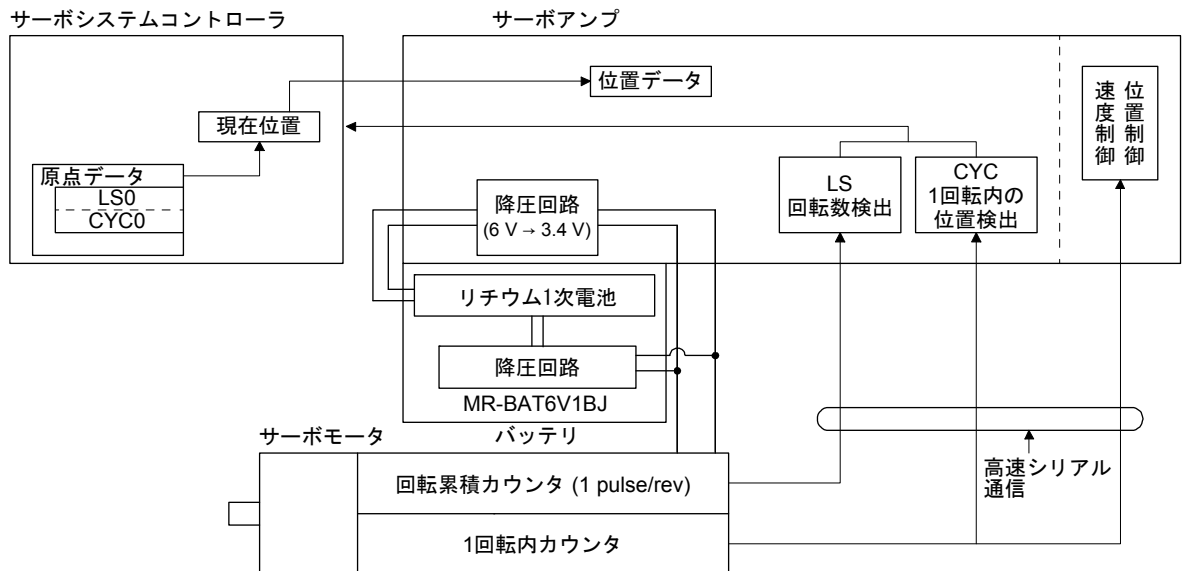 サーボシステムコントローラ
サーボアンプ
位置データ
現在位置
原点データ
LS0
CYC0
降圧回路
(6 V → 3.4 V)
LS
回転数検出
CYC
1回転内の
位置検出
位置制御
速度制御
リチウム1次電池
降圧回路
MR-BAT6V1BJ
バッテリ
サーボモータ
回転累積カウンタ (1 pulse/rev)
1回転内カウンタ
高速シリアル
通信